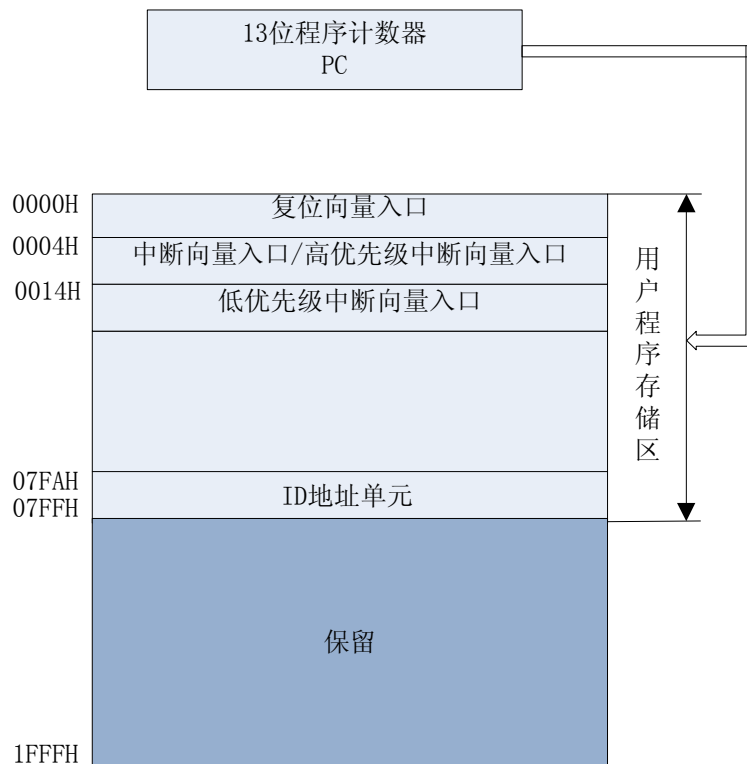 13位程序计数器
PC
0000H
复位向量入口
0004H
中断向量入口/高优先级中断向量入口
0014H
低优先级中断向量入口
用户程序存储区
07FAH
07FFH
ID地址单元
保留
1FFFH